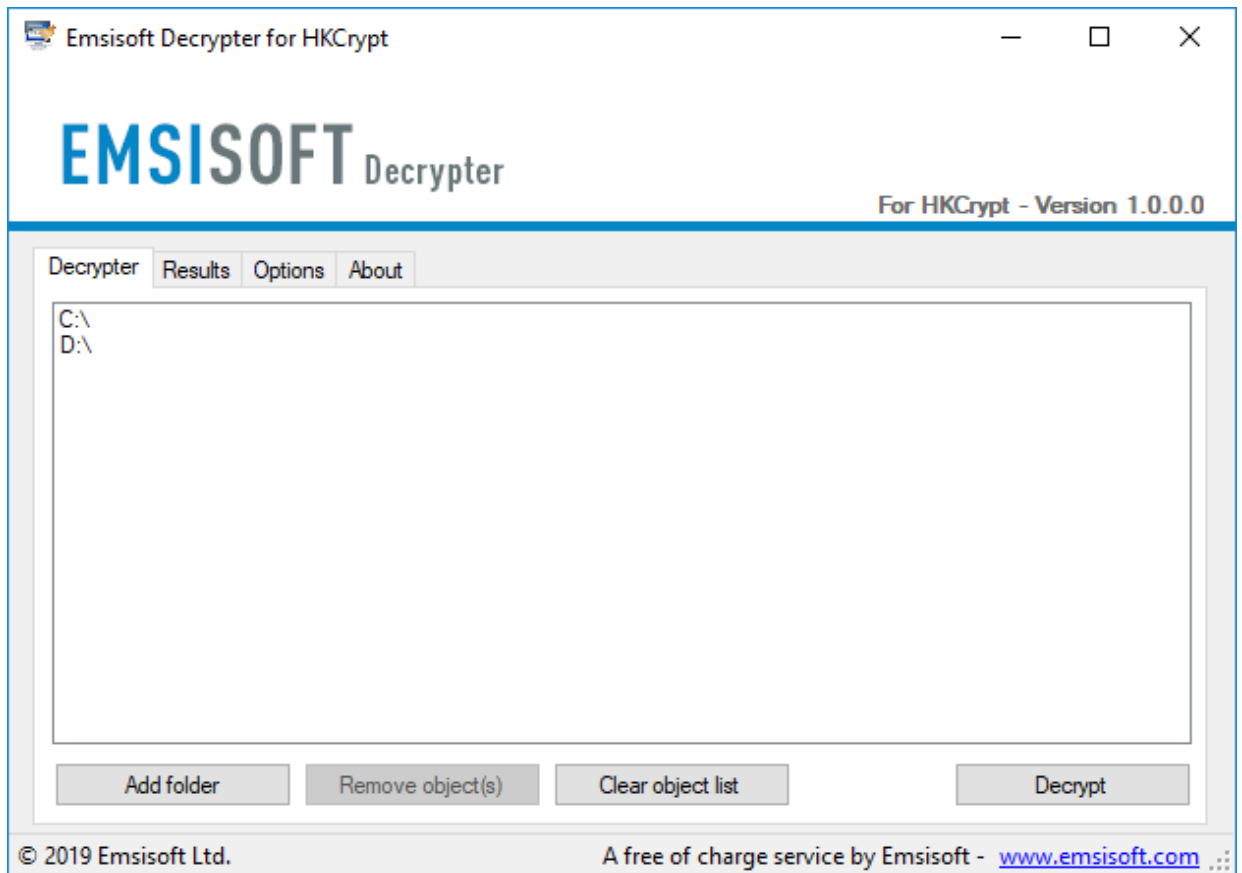 Emsisoft Decrypter for HKCrypt
EMSISOFT Decrypter
For HKCrypt - Version 1.0.0.0
Decrypter Results Options About
C:\
D:\
Add folder Remove object(s) Clear object list Decrypt
© 2019 Emsisoft Ltd. A free of charge service by Emsisoft - www.emsisoft.com